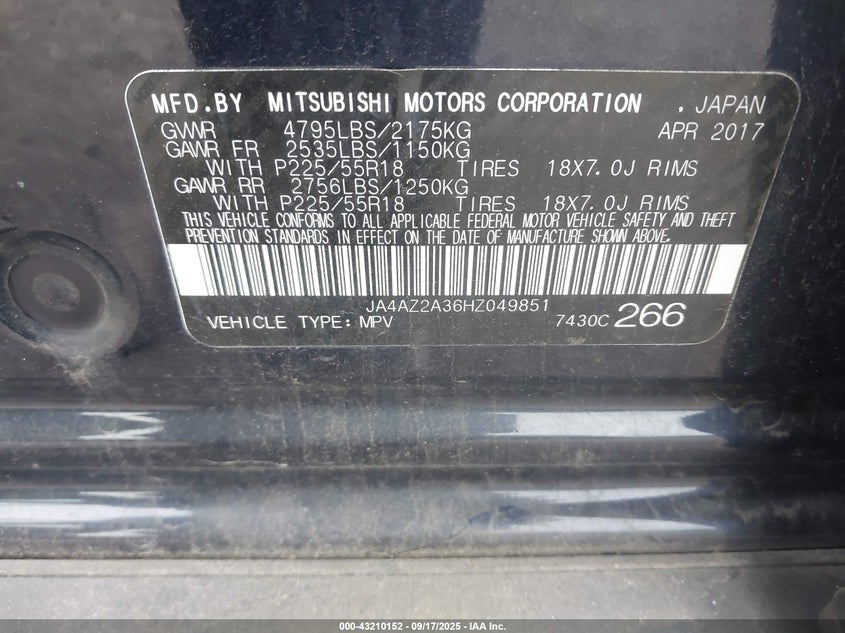 MFD.BY MITSUBISHI MOTORS CORPORATION , JAPAN
GVWR 4795LBS/2175KG APR 2017
GAWR FR 2535LBS/1150KG
WITH P225/55R18 TIRES 18X7.0J RIMS
GAWR RR 2756LBS/1250KG
WITH P225/55R18 TIRES 18X7.0J RIMS
THIS VEHICLE CONFORMS TO ALL APPLICABLE FEDERAL MOTOR VEHICLE SAFETY AND THEFT
PREVENTION STANDARDS IN EFFECT ON THE DATE OF MANUFACTURE SHOWN ABOVE.
JA4AZ2A36HZ049851
VEHICLE TYPE: MPV 7430C 266
000-43210152 - 09/17/2025 - IAA Inc.